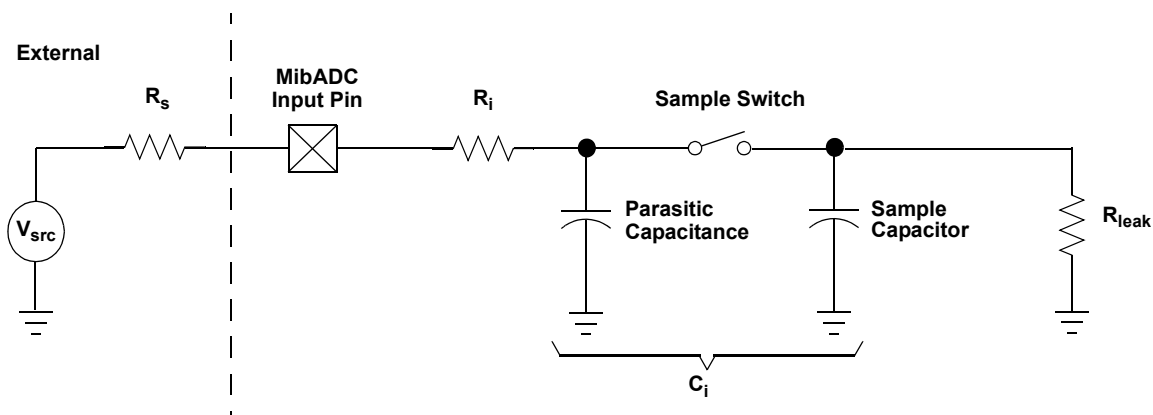 External
MibADC
Input Pin
Rs
Ri
Sample Switch
Vsrc
Parasitic
Capacitance
Sample
Capacitor
Rleak
Ci